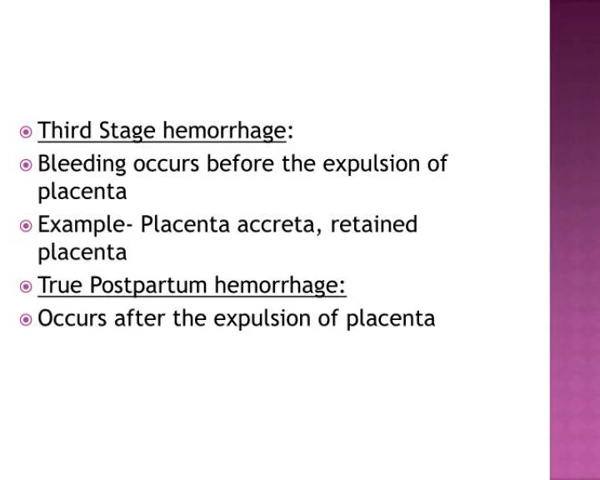 Third Stage hemorrhage:
Bleeding occurs before the expulsion of
placenta
Example- Placenta accreta, retained
placenta
True Postpartum hemorrhage:
Occurs after the expulsion of placenta